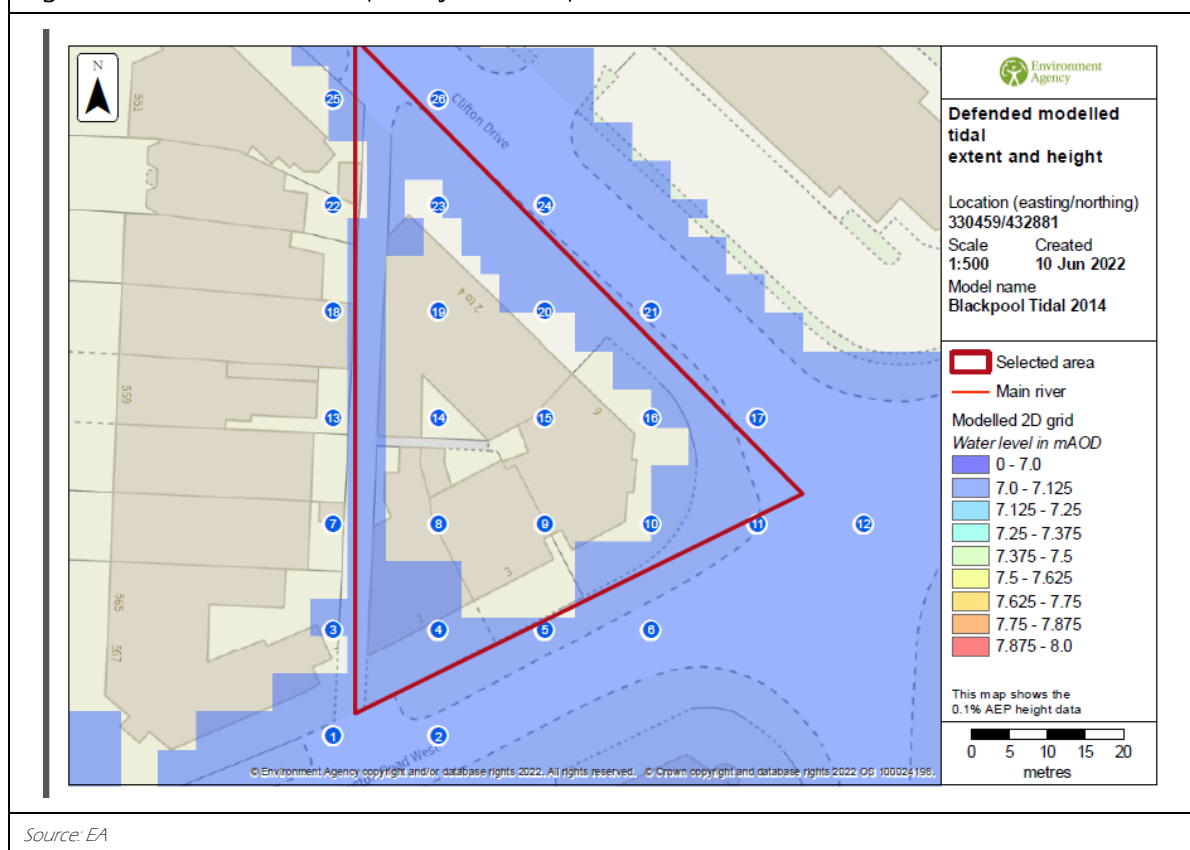 N
551
25
26
Clifton Drive
22
23
24
2 to 4
18
19
20
21
559
13
14
15
16
17
6
7
8
9
10
11
12
3
565
3
4
5
6
567
1
2
Road West
© Environment Agency copyright and/or database rights 2022. All rights reserved. © Crown copyright and database rights 2022 OS 100024198.
Environment
Agency
Defended modelled
tidal
extent and height
Location (easting/northing)
330459/432881
Scale Created
1:500 10 Jun 2022
Model name
Blackpool Tidal 2014
Selected area
Main river
Modelled 2D grid
Water level in mAOD
0 - 7.0
7.0 - 7.125
7.125 - 7.25
7.25 - 7.375
7.375 - 7.5
7.5 - 7.625
7.625 - 7.75
7.75 - 7.875
7.875 - 8.0
This map shows the
0.1% AEP height data
0 5 10 15 20
metres
Source: EA